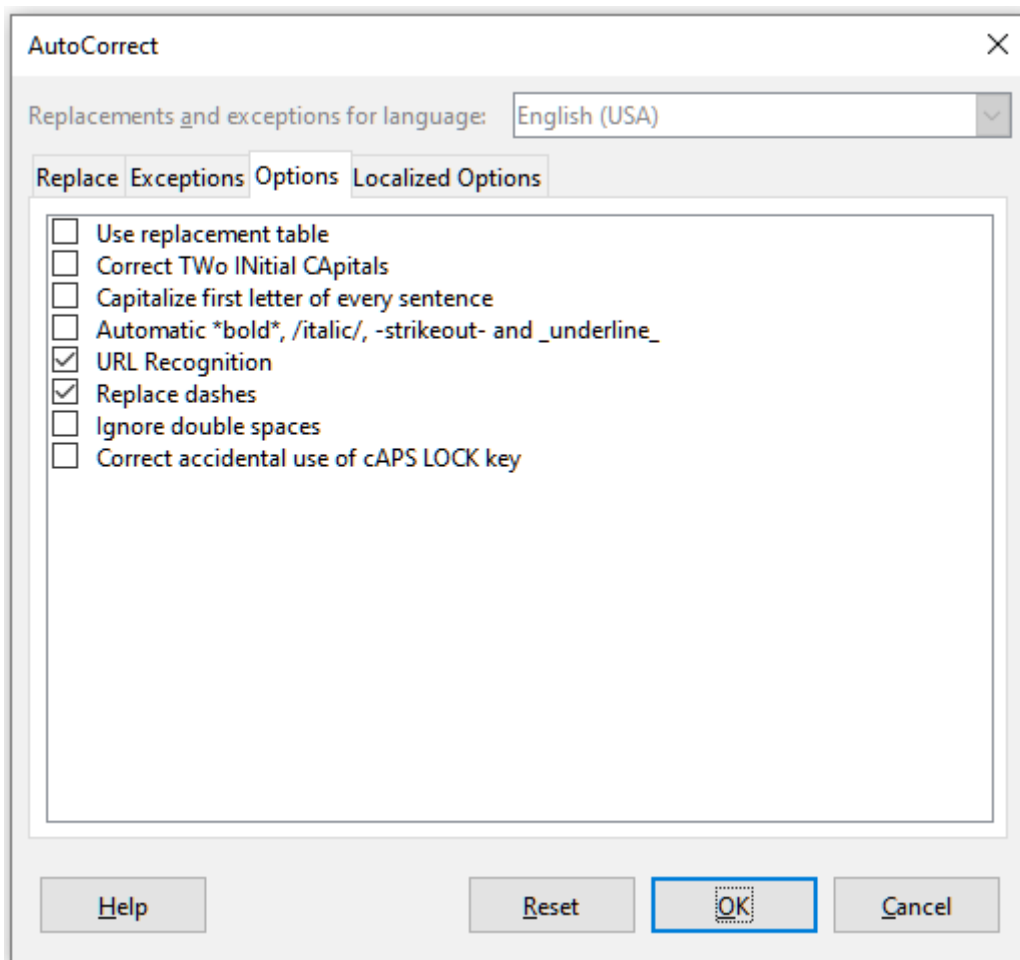 AutoCorrect
Replacements and exceptions for language: English (USA)
Replace Exceptions Options Localized Options
Use replacement table
Correct TWo INitial CApitals
Capitalize first letter of every sentence
Automatic *bold*, /italic/, -strikeout- and _underline_
URL Recognition
Replace dashes
Ignore double spaces
Correct accidental use of cAPS LOCK key
Help Reset OK Cancel